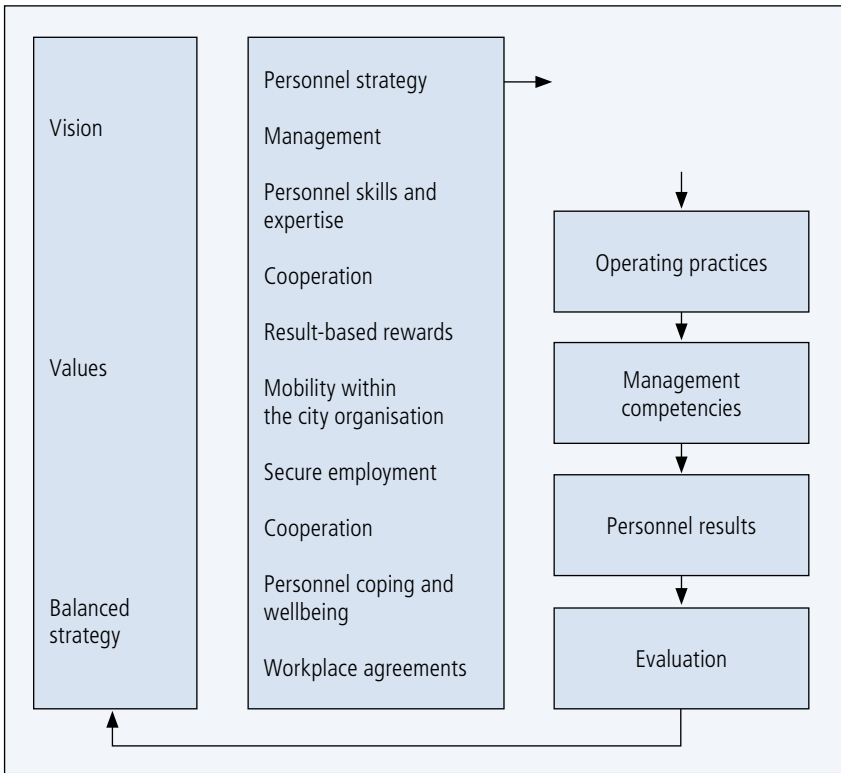 Vision
Values
Balanced
strategy
Personnel strategy
Management
Personnel skills and
expertise
Cooperation
Result-based rewards
Mobility within
the city organisation
Secure employment
Cooperation
Personnel coping and
wellbeing
Workplace agreements
Operating practices
Management
competencies
Personnel results
Evaluation